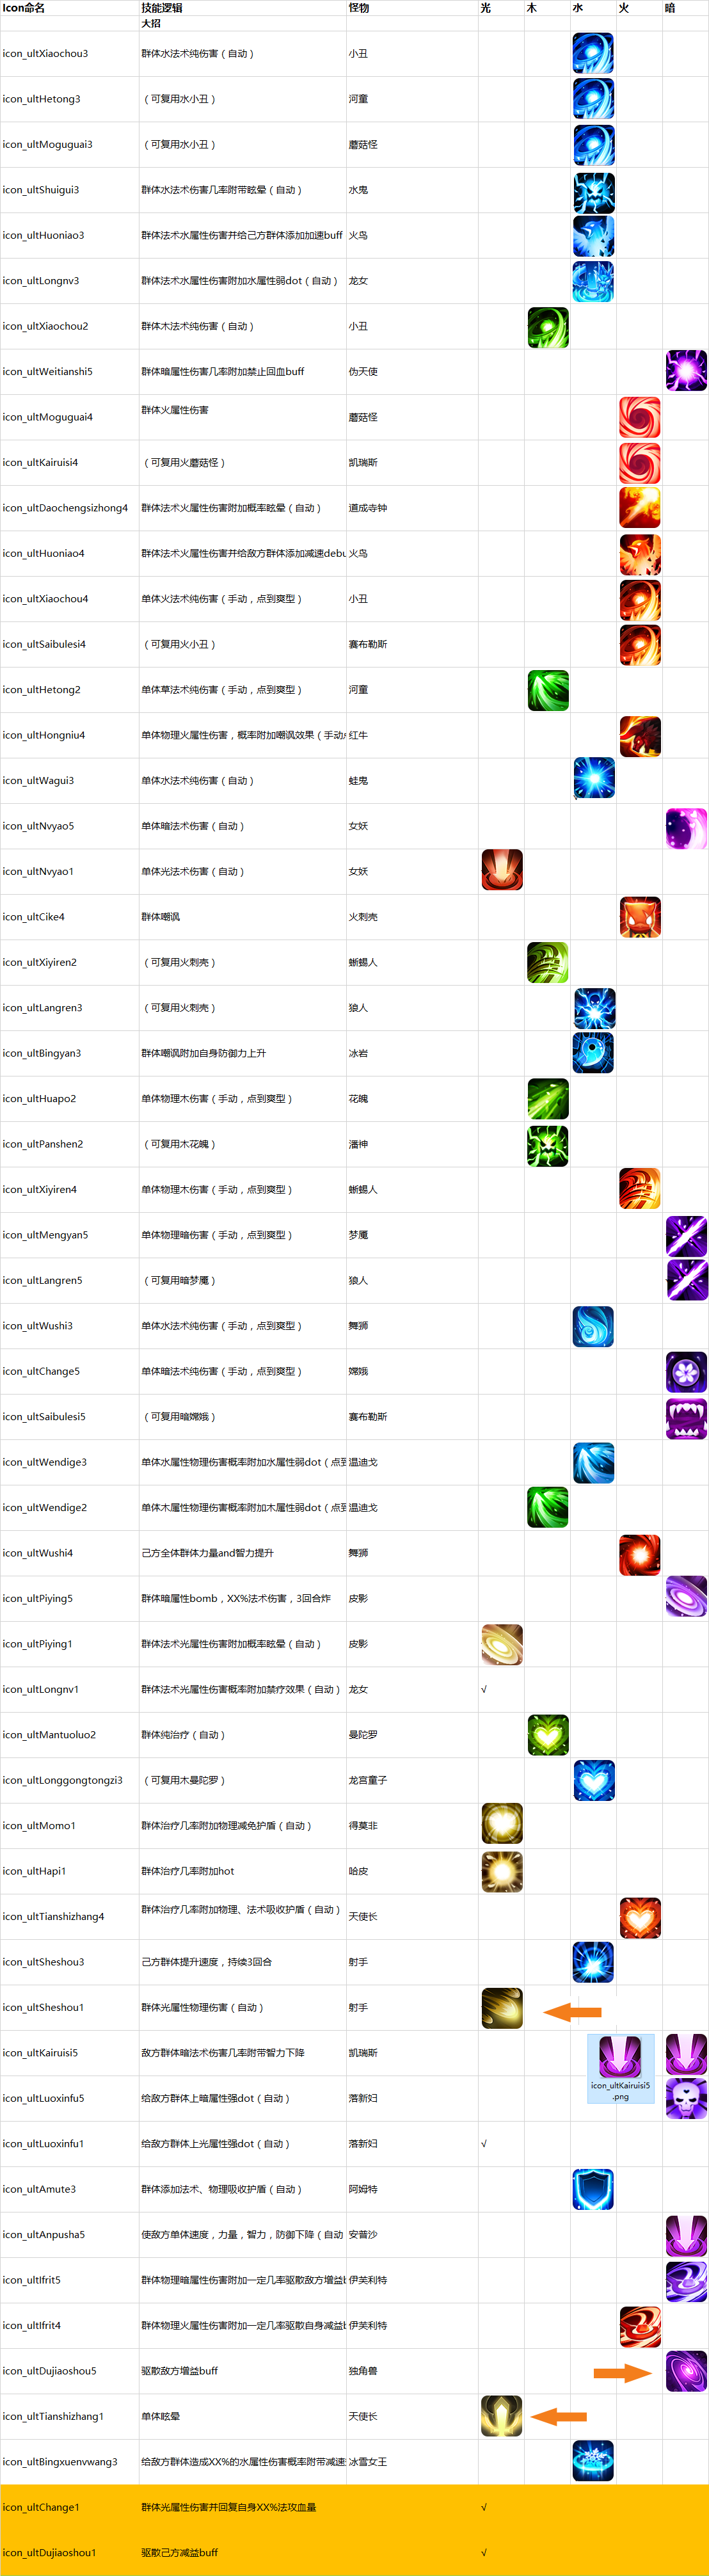 Icon命名 技能逻辑 怪物 光 木 水 火 暗
大招
icon_ultXiaochou3 群体水法术纯伤害（自动） 小丑
icon_ultHetong3 （可复用水小丑） 河童
icon_ultMoguguai3 （可复用水小丑） 蘑菇怪
icon_ultShuigui3 群体水法术伤害几率附带眩晕（自动） 水鬼
icon_ultHuoniao3 群体法术水属性伤害并给己方群体添加加速buff 火鸟
icon_ultLongnv3 群体法术水属性伤害附加水属性弱dot（自动） 龙女
icon_ultXiaochou2 群体木法术纯伤害（自动） 小丑
icon_ultWeitianshi5 群体暗属性伤害几率附加禁止回血buff 伪天使
icon_ultMoguguai4 群体火属性伤害 蘑菇怪
icon_ultKairuisi4 （可复用火蘑菇怪） 凯瑞斯
icon_ultDaochengsizhong4 群体法术火属性伤害附加概率眩晕（自动） 道成寺钟
icon_ultHuoniao4 群体法术火属性伤害并给敌方群体添加减速debu 火鸟
icon_ultXiaochou4 单体火法术纯伤害（手动，点到爽型） 小丑
icon_ultSaibulesi4 （可复用火小丑） 赛布勒斯
icon_ultHetong2 单体草法术纯伤害（手动，点到爽型） 河童
icon_ultHongniu4 单体物理火属性伤害，概率附加嘲讽效果（手动 红牛
icon_ultWagui3 单体水法术纯伤害（自动） 蛙鬼
icon_ultNvyao5 单体暗法术伤害（自动） 女妖
icon_ultNvyao1 单体光法术伤害（自动） 女妖
icon_ultCike4 群体嘲讽 火刺壳
icon_ultXiyiren2 （可复用火刺壳） 蜥蜴人
icon_ultLangren3 （可复用火刺壳） 狼人
icon_ultBingyan3 群体嘲讽附加自身防御力上升 冰岩
icon_ultHuapo2 单体物理木伤害（手动，点到爽型） 花魄
icon_ultPanshen2 （可复用木花魄） 潘神
icon_ultXiyiren4 单体物理木伤害（手动，点到爽型） 蜥蜴人
icon_ultMengyan5 单体物理暗伤害（手动，点到爽型） 梦魇
icon_ultLangren5 （可复用暗梦魇） 狼人
icon_ultWushi3 单体水法术纯伤害（手动，点到爽型） 舞狮
icon_ultChange5 单体暗法术纯伤害（手动，点到爽型） 嫦娥
icon_ultSaibulesi5 （可复用暗嫦娥） 赛布勒斯
icon_ultWendige3 单体水属性物理伤害概率附加水属性弱dot（点到 温迪戈
icon_ultWendige2 单体木属性物理伤害概率附加木属性弱dot（点到 温迪戈
icon_ultWushi4 己方全体群体力量and智力提升 舞狮
icon_ultPiying5 群体暗属性bomb，XX%法术伤害，3回合炸 皮影
icon_ultPiying1 群体法术光属性伤害附加概率眩晕（自动） 皮影
icon_ultLongnv1 群体法术光属性伤害概率附加禁疗效果（自动） 龙女 √
icon_ultMantuoluo2 群体纯治疗（自动） 曼陀罗
icon_ultLonggongtongzi3 （可复用木曼陀罗） 龙宫童子
icon_ultMomo1 群体治疗几率附加物理减免护盾（自动） 得莫菲
icon_ultHapi1 群体治疗几率附加hot 哈皮
icon_ultTianshizhang4 群体治疗几率附加物理、法术吸收护盾（自动） 天使长
icon_ultSheshou3 己方群体提升速度，持续3回合 射手
icon_ultSheshou1 群体光属性物理伤害（自动） 射手
icon_ultKairuisi5 敌方群体暗法术伤害几率附带智力下降 凯瑞斯
icon_ultKairuisi5
.png
icon_ultLuoxinfu5 给敌方群体上暗属性强dot（自动） 落新妇
icon_ultLuoxinfu1 给敌方群体上光属性强dot（自动） 落新妇 √
icon_ultAmute3 群体添加法术、物理吸收护盾（自动） 阿姆特
icon_ultAnpusha5 使敌方单体速度，力量，智力，防御下降（自动 安普沙
icon_ultIfrit5 群体物理暗属性伤害附加一定几率驱散敌方增益b 伊芙利特
icon_ultIfrit4 群体物理火属性伤害附加一定几率驱散自身减益b 伊芙利特
icon_ultDujiaoshou5 驱散敌方增益buff 独角兽
icon_ultTianshizhang1 单体眩晕 天使长
icon_ultBingxuenvwang3 给敌方群体造成XX%的水属性伤害概率附带减速 冰雪女王
icon_ultChange1 群体光属性伤害并回复自身XX%法攻血量 √
icon_ultDujiaoshou1 驱散己方减益buff √